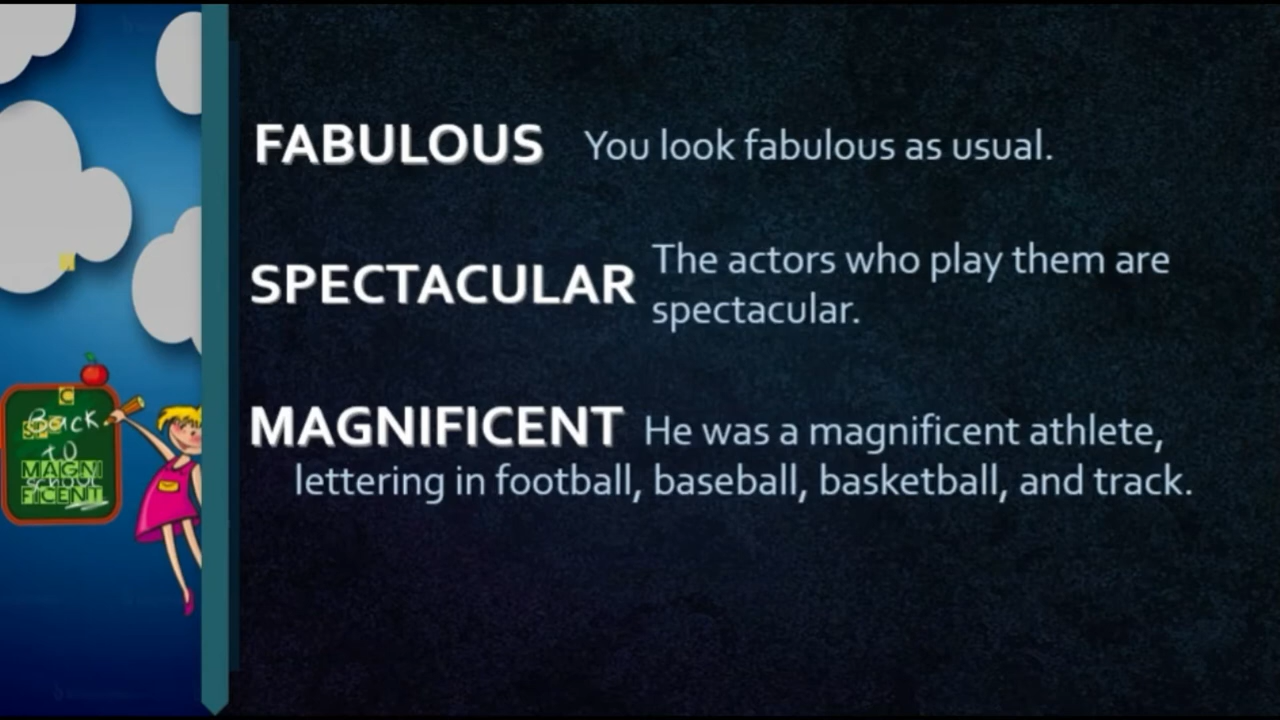 FABULOUS You look fabulous as usual.
SPECTACULAR The actors who play them are
spectacular.
MAGNIFICENT He was a magnificent athlete,
lettering in football, baseball, basketball, and track.
C
Back
TO
MAGNI
FICENT